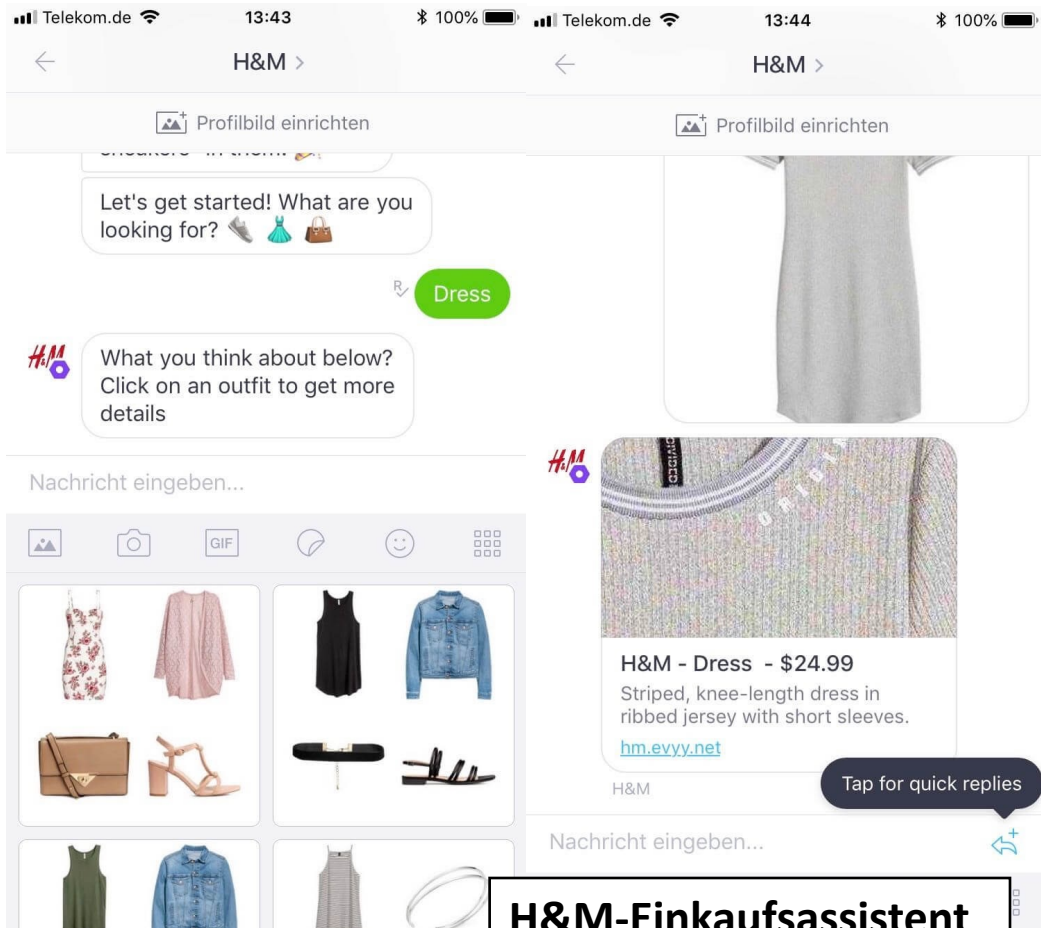 Telekom.de 13:43 100%
H&M >
Profilbild einrichten
Let's get started! What are you
looking for?
R Dress
H&M
What you think about below?
Click on an outfit to get more
details
Nachricht eingeben...
GIF
Telekom.de 13:44 100%
H&M >
Profilbild einrichten
H&M
DIVIDED
H&M - Dress - $24.99
Striped, knee-length dress in
ribbed jersey with short sleeves.
hm.evyy.net
H&M
Tap for quick replies
Nachricht eingeben...
H&M-Einkaufsassistent